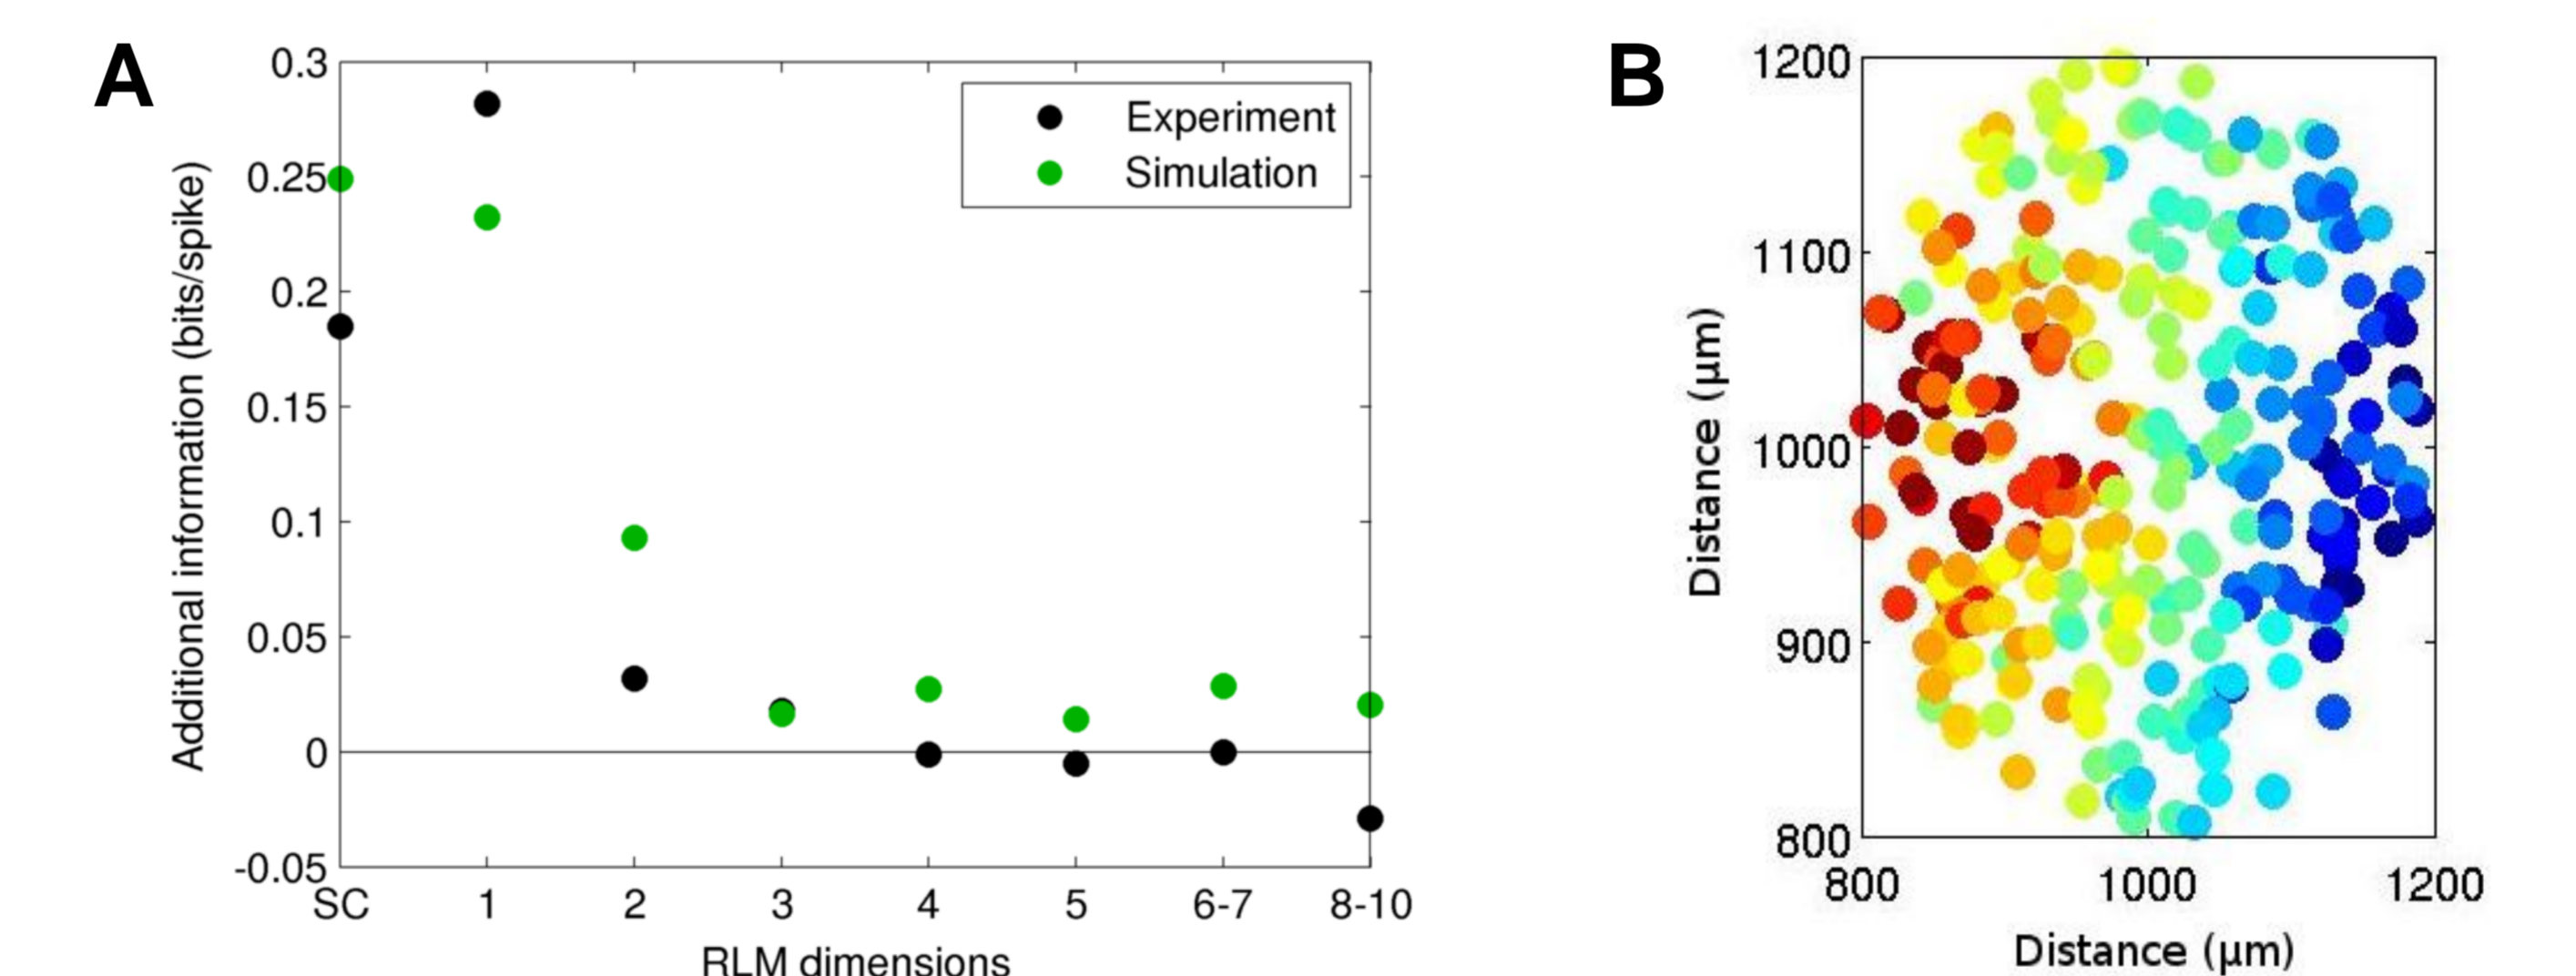 A
0.3
0.25
0.2
0.15
0.1
0.05
0
-0.05
Additional information (bits/spike)
SC 1 2 3 4 5 6-7 8-10
RLM dimensions
Experiment
Simulation
B
1200
1100
1000
900
800
Distance (µm)
800 1000 1200
Distance (µm)